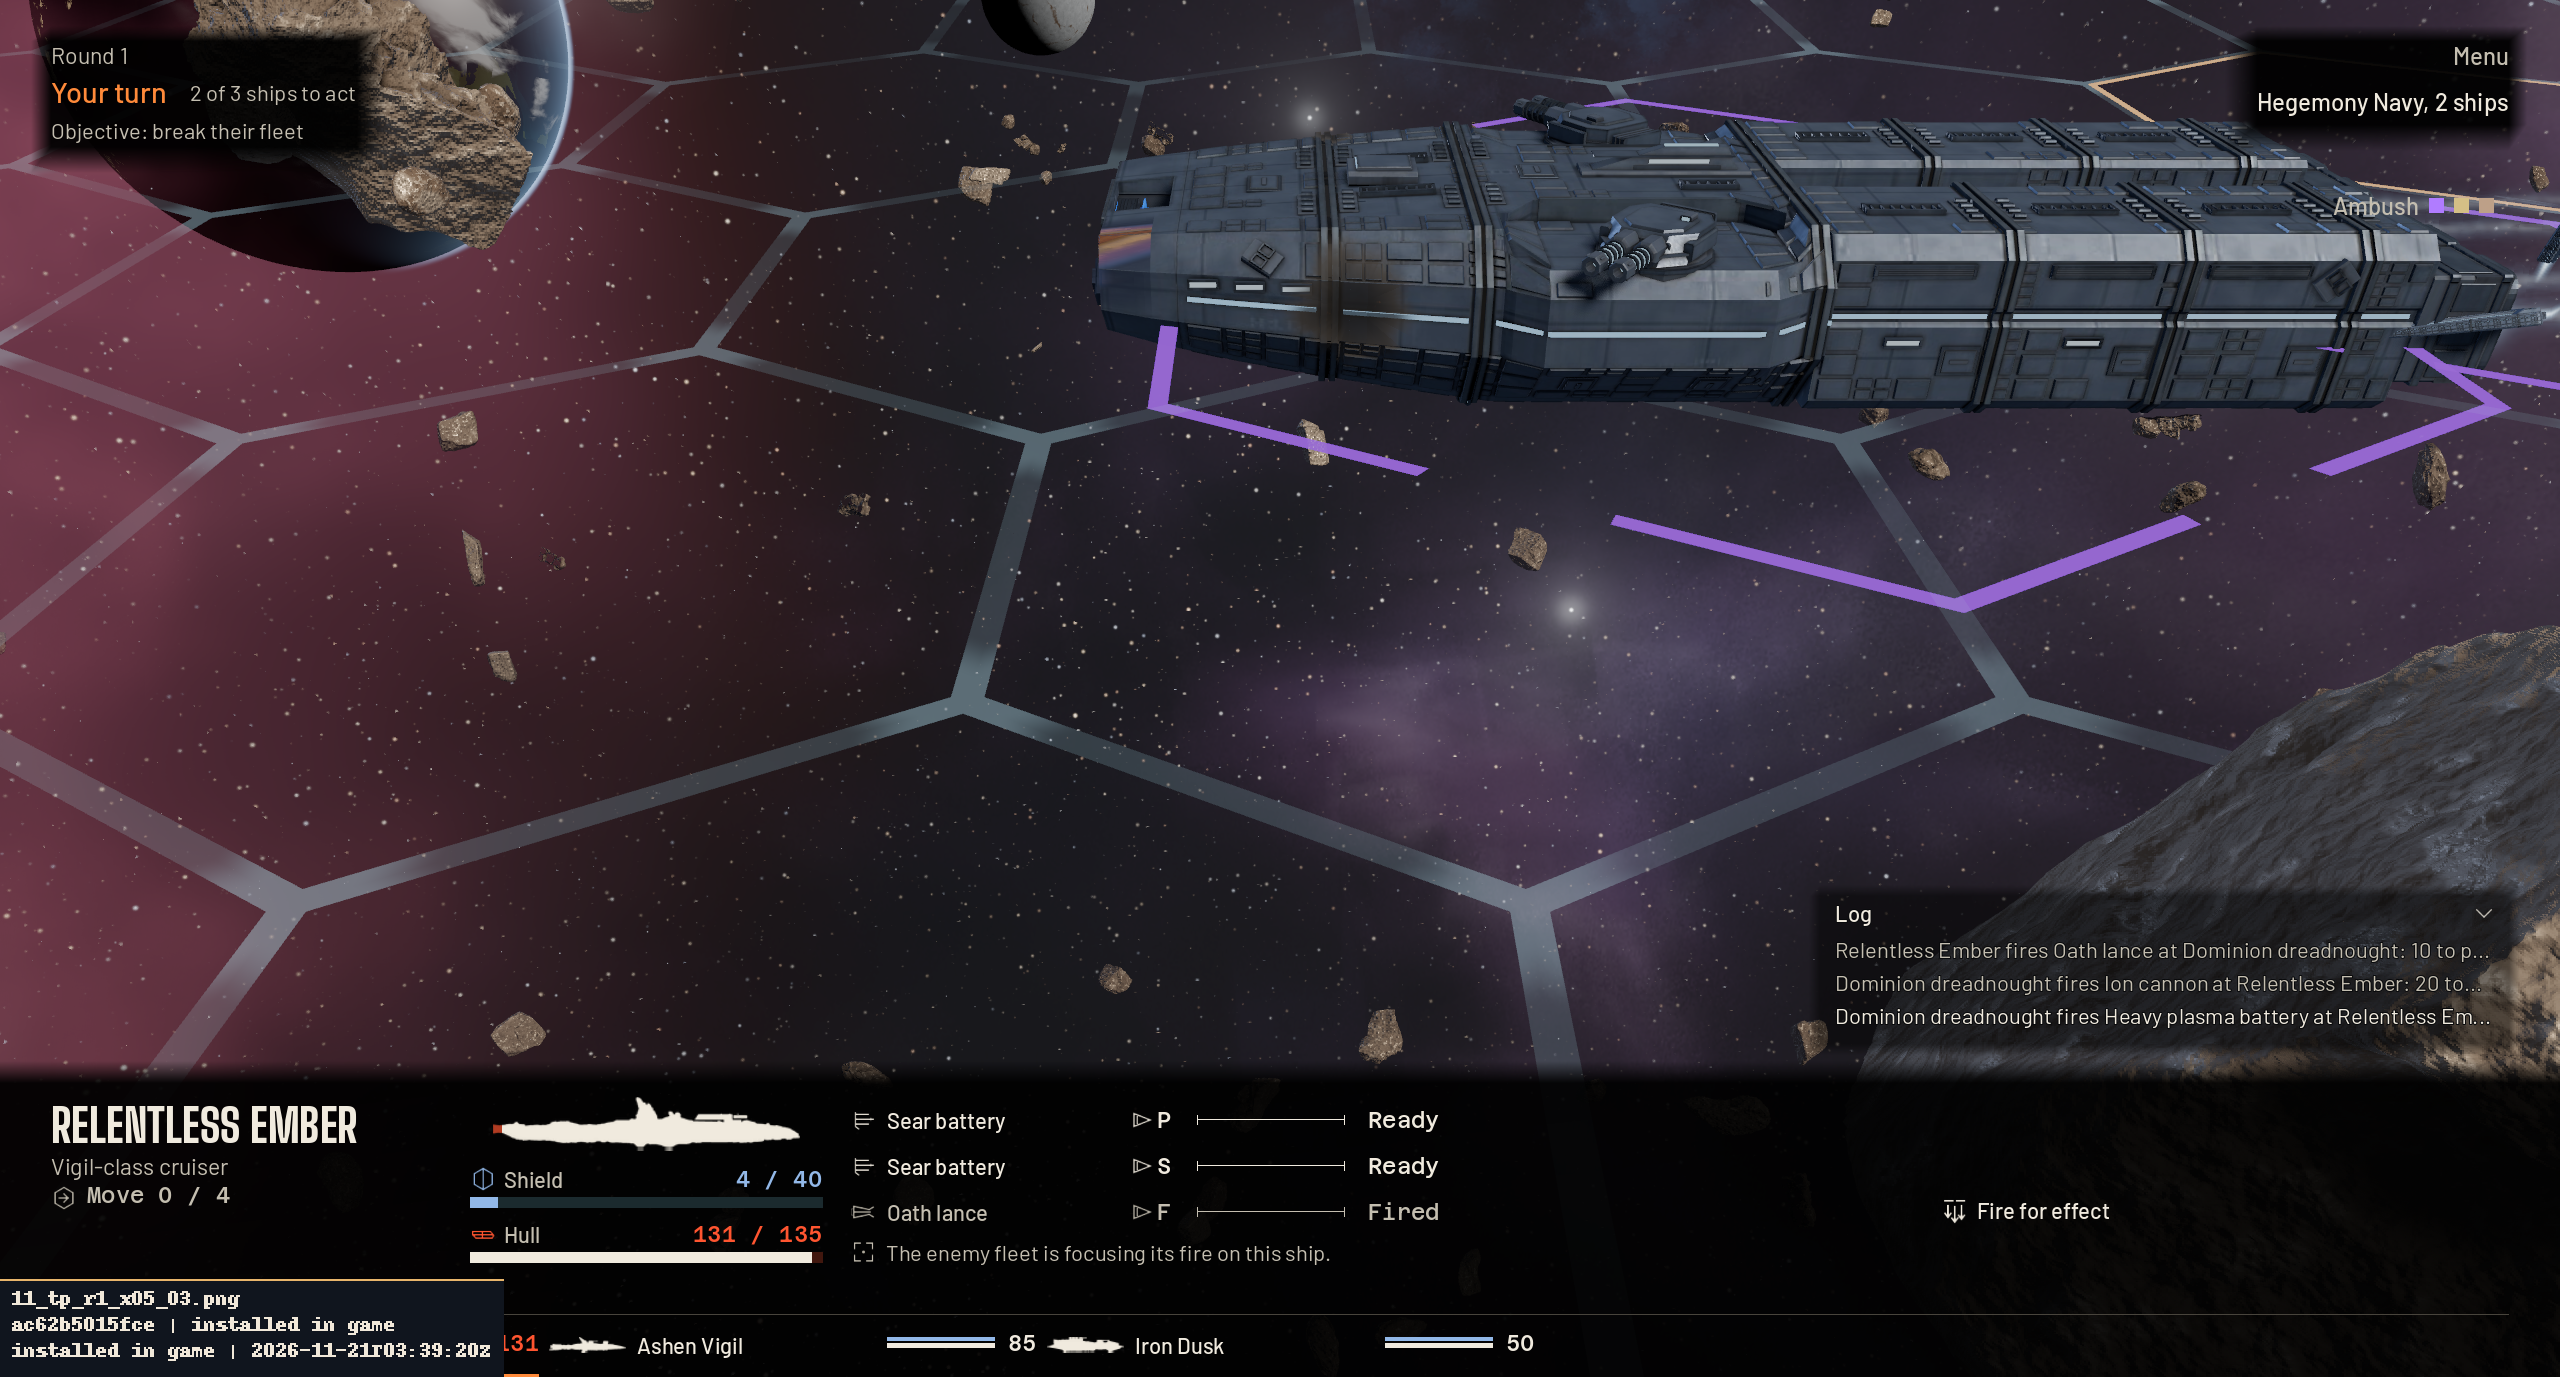 Round 1
Your turn 2 of 3 ships to act
Objective: break their fleet
Menu
Hegemony Navy, 2 ships
Ambush
Log
Relentless Ember fires Oath lance at Dominion dreadnought: 10 to p...
Dominion dreadnought fires Ion cannon at Relentless Ember: 20 to...
Dominion dreadnought fires Heavy plasma battery at Relentless Em...
RELENTLESS EMBER
Vigil-class cruiser
Move 0 / 4
Shield 4 / 40
Hull 131 / 135
Sear battery P Ready
Sear battery S Ready
Oath lance F Fired
The enemy fleet is focusing its fire on this ship.
Fire for effect
11_tp_r1_x05_03.png
ac62b5015fce | installed in game
installed in game | 2026-11-21T03:39:20Z
131 Ashen Vigil 85 Iron Dusk 50